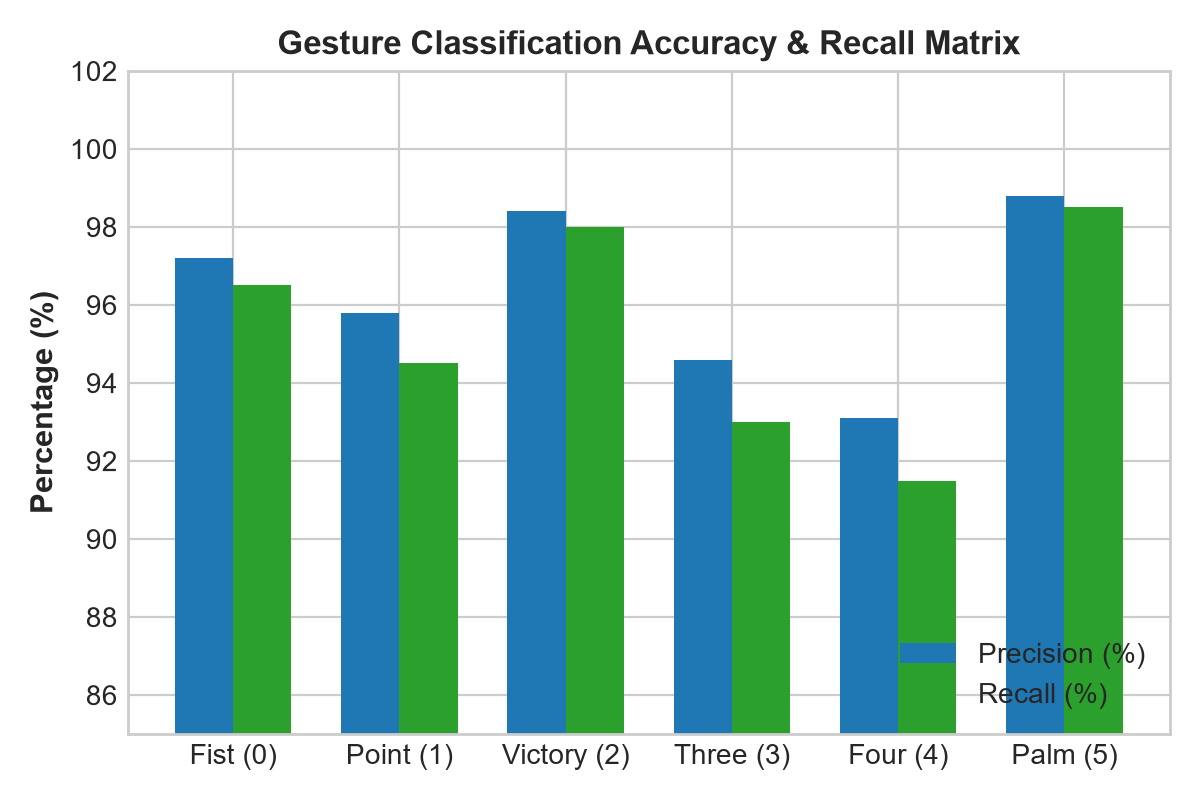 Gesture Classification Accuracy & Recall Matrix
102
100
98
96
94
92
90
88
86
Percentage (%)
Fist (0) Point (1) Victory (2) Three (3) Four (4) Palm (5)
Precision (%)
Recall (%)